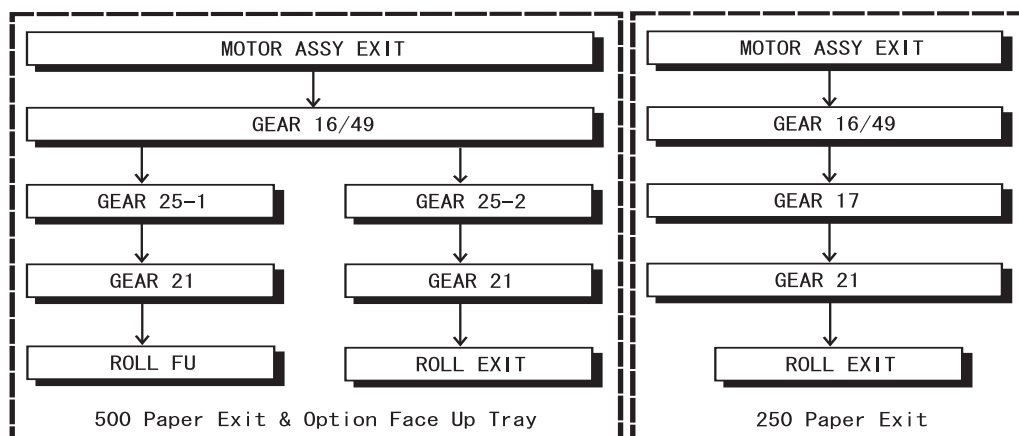 MOTOR ASSY EXIT
GEAR 16/49
GEAR 25-1
GEAR 25-2
GEAR 21
GEAR 21
ROLL FU
ROLL EXIT
500 Paper Exit & Option Face Up Tray
MOTOR ASSY EXIT
GEAR 16/49
GEAR 17
GEAR 21
ROLL EXIT
250 Paper Exit